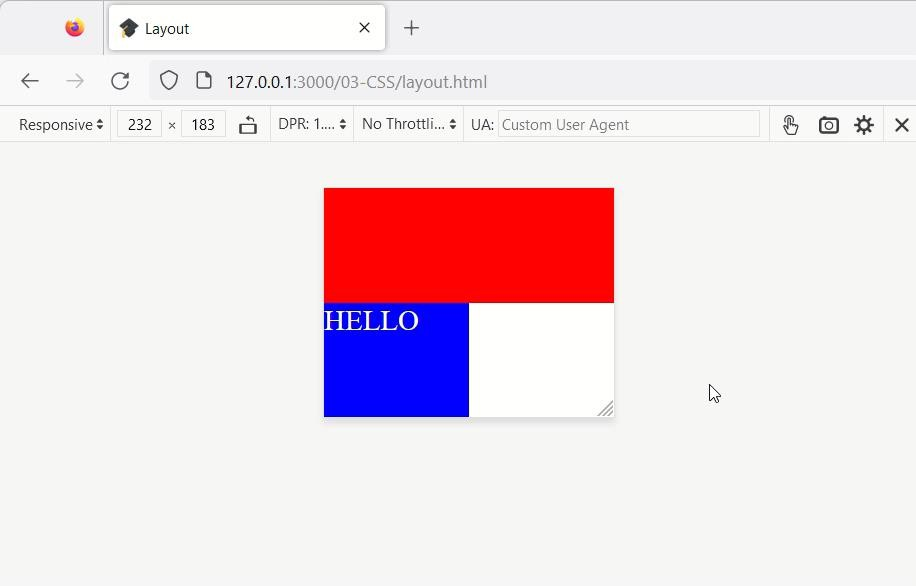 Layout
127.0.0.1:3000/03-CSS/layout.html
Responsive 232 × 183 DPR: 1.... No Throttli... UA: Custom User Agent
HELLO